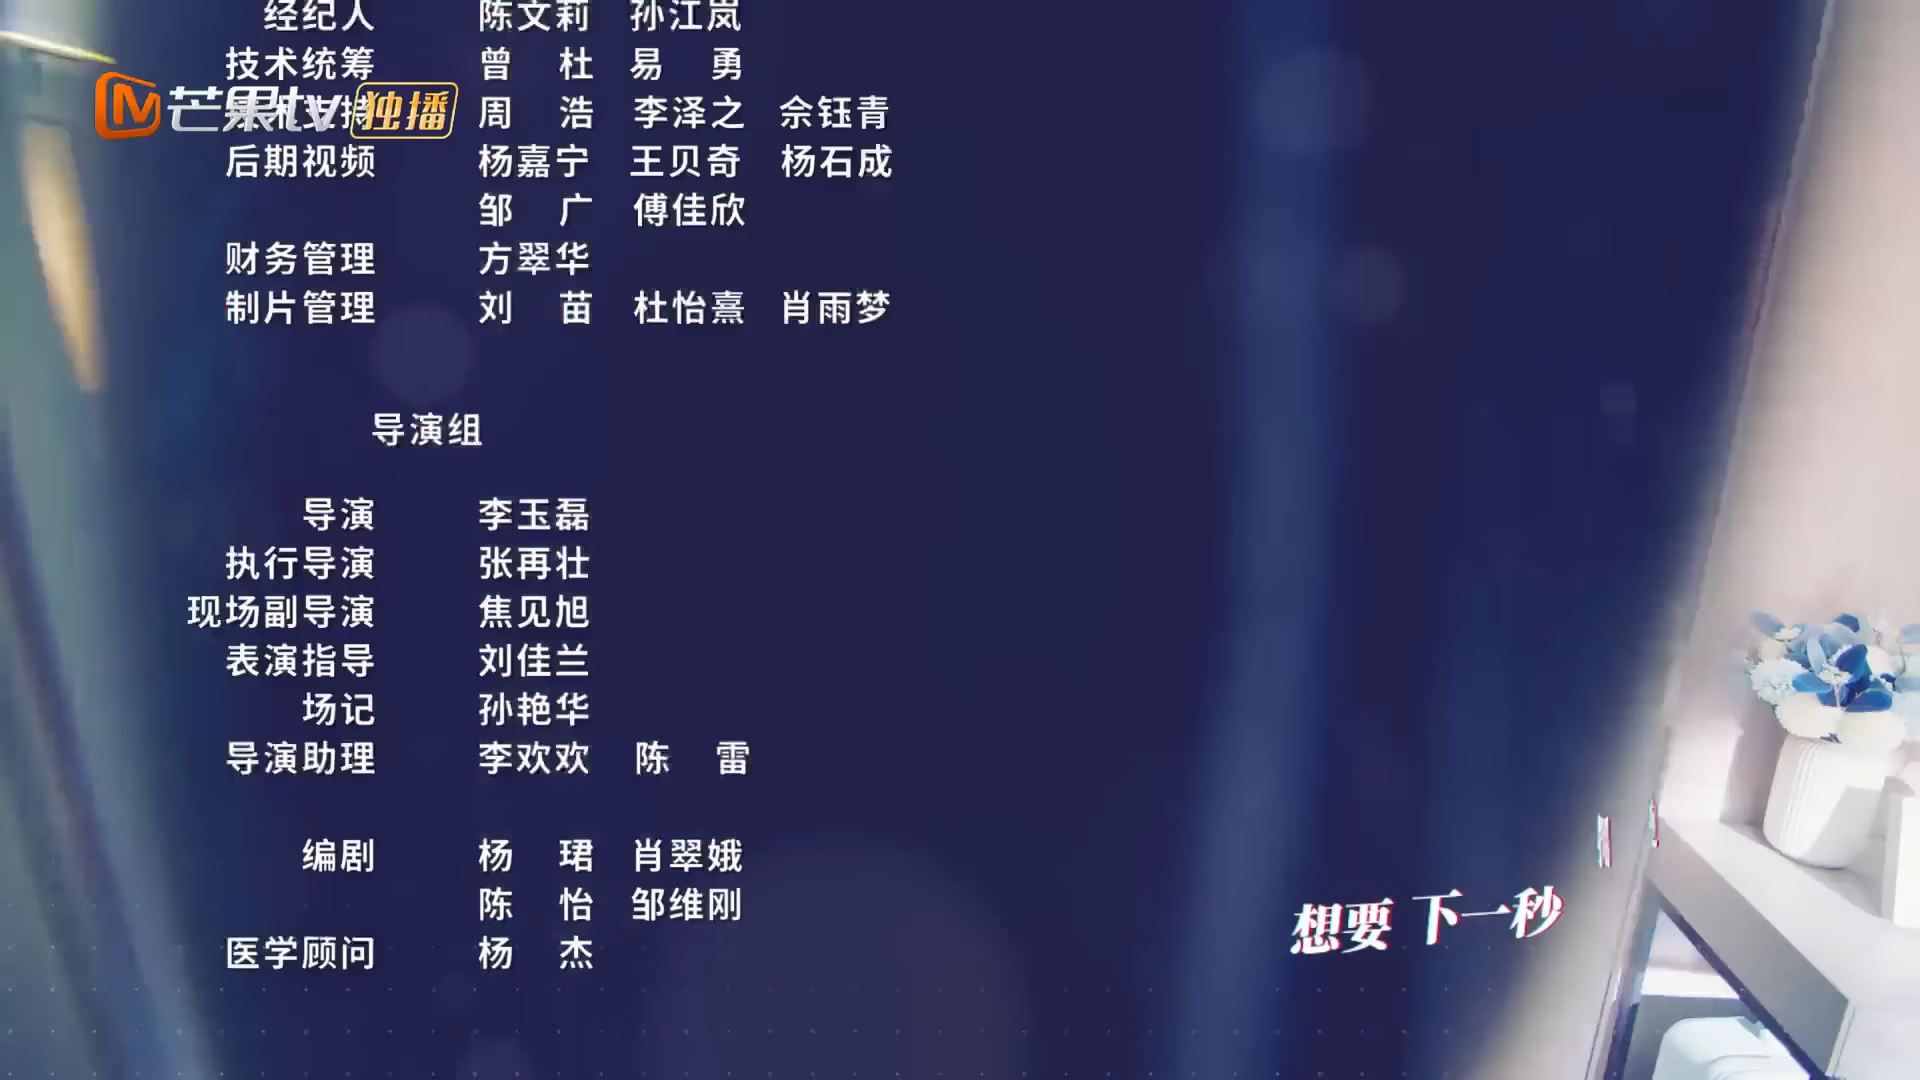 经纪人 陈文莉 孙江岚
技术统筹 曾 杜 易 勇
芒果tv 独播
周 浩 李泽之 佘钰青
后期视频 杨嘉宁 王贝奇 杨石成
邹 广 傅佳欣
财务管理 方翠华
制片管理 刘 苗 杜怡熹 肖雨梦
导演组
导演 李玉磊
执行导演 张再壮
现场副导演 焦见旭
表演指导 刘佳兰
场记 孙艳华
导演助理 李欢欢 陈 雷
编剧 杨 珺 肖翠娥
陈 怡 邹维刚
医学顾问 杨 杰
想要 下一秒